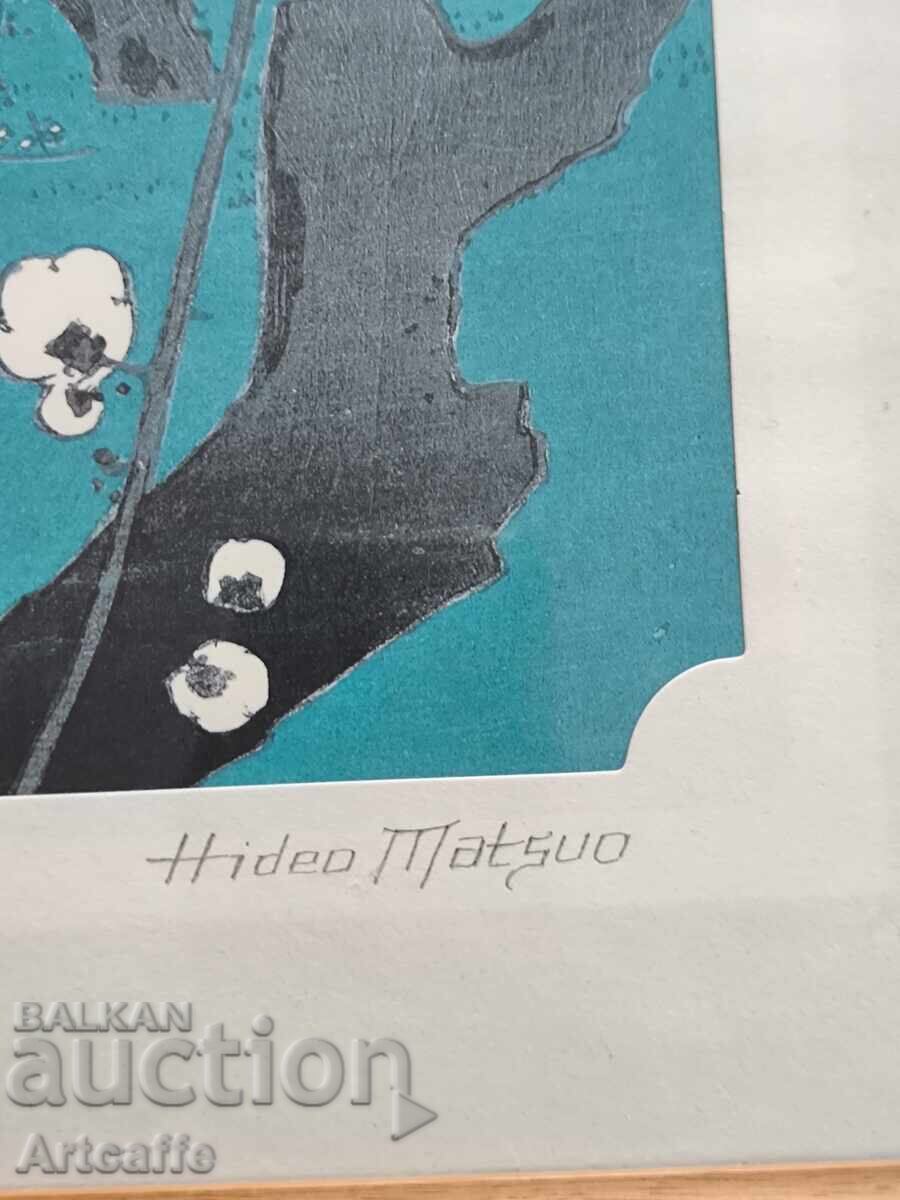 Hideo Matsuo
BALKAN
auction
Artcaffe